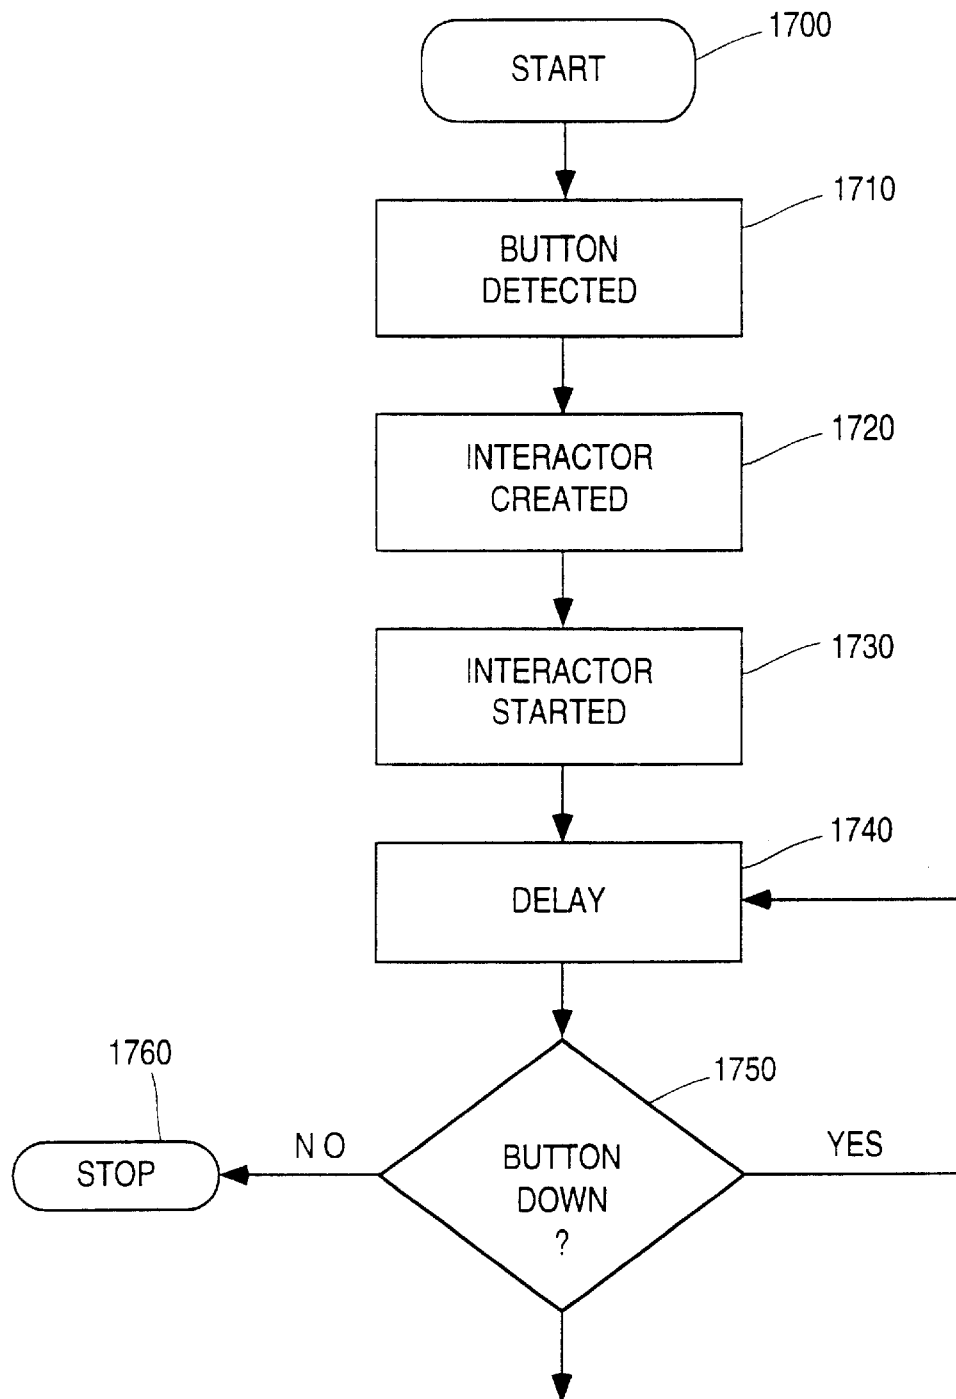 1700
START
1710
BUTTON
DETECTED
1720
INTERACTOR
CREATED
1730
INTERACTOR
STARTED
1740
DELAY
1760
1750
STOP
NO
BUTTON
DOWN
?
YES